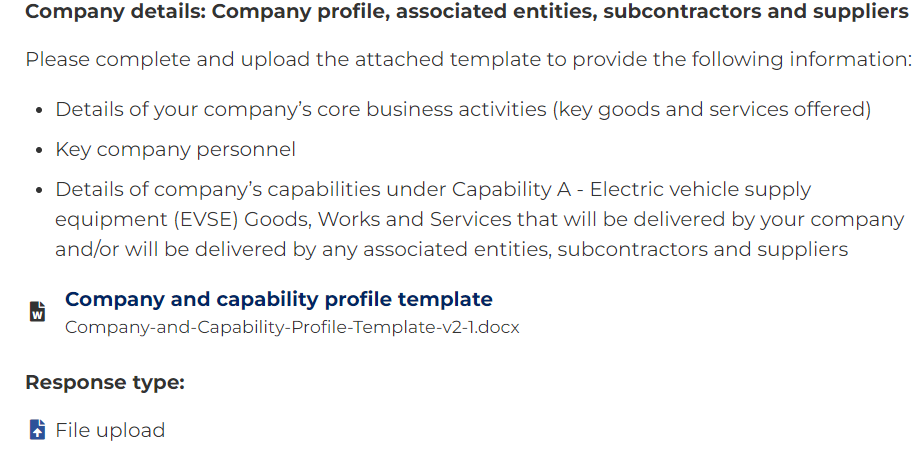 Company details: Company profile, associated entities, subcontractors and suppliers
Please complete and upload the attached template to provide the following information:
• Details of your company’s core business activities (key goods and services offered)
• Key company personnel
• Details of company’s capabilities under Capability A - Electric vehicle supply
equipment (EVSE) Goods, Works and Services that will be delivered by your company
and/or will be delivered by any associated entities, subcontractors and suppliers
Company and capability profile template
Company-and-Capability-Profile-Template-v2-1.docx
Response type:
File upload